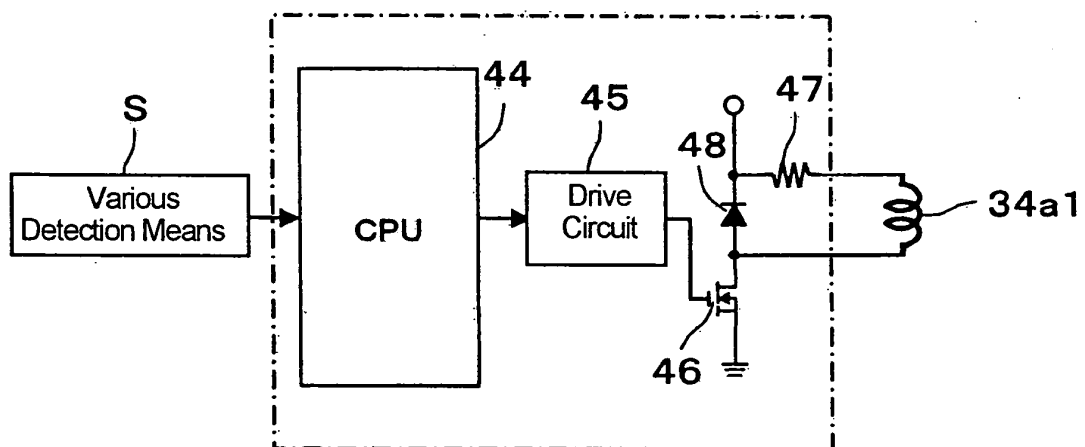 44
S
45
47
48
Various
Detection Means
CPU
Drive
Circuit
34a1
46